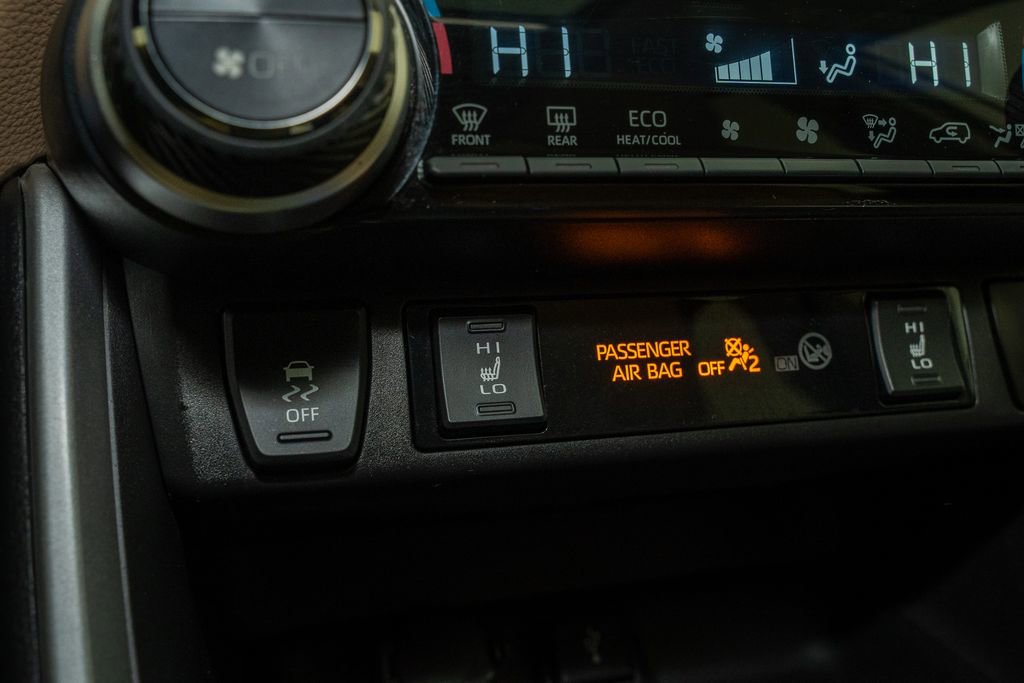 OFF
HI HI
FAST
ECO
FRONT REAR ECO HEAT/COOL
OFF
HI
LO
PASSENGER
AIR BAG OFF 2 ON
HI
LO